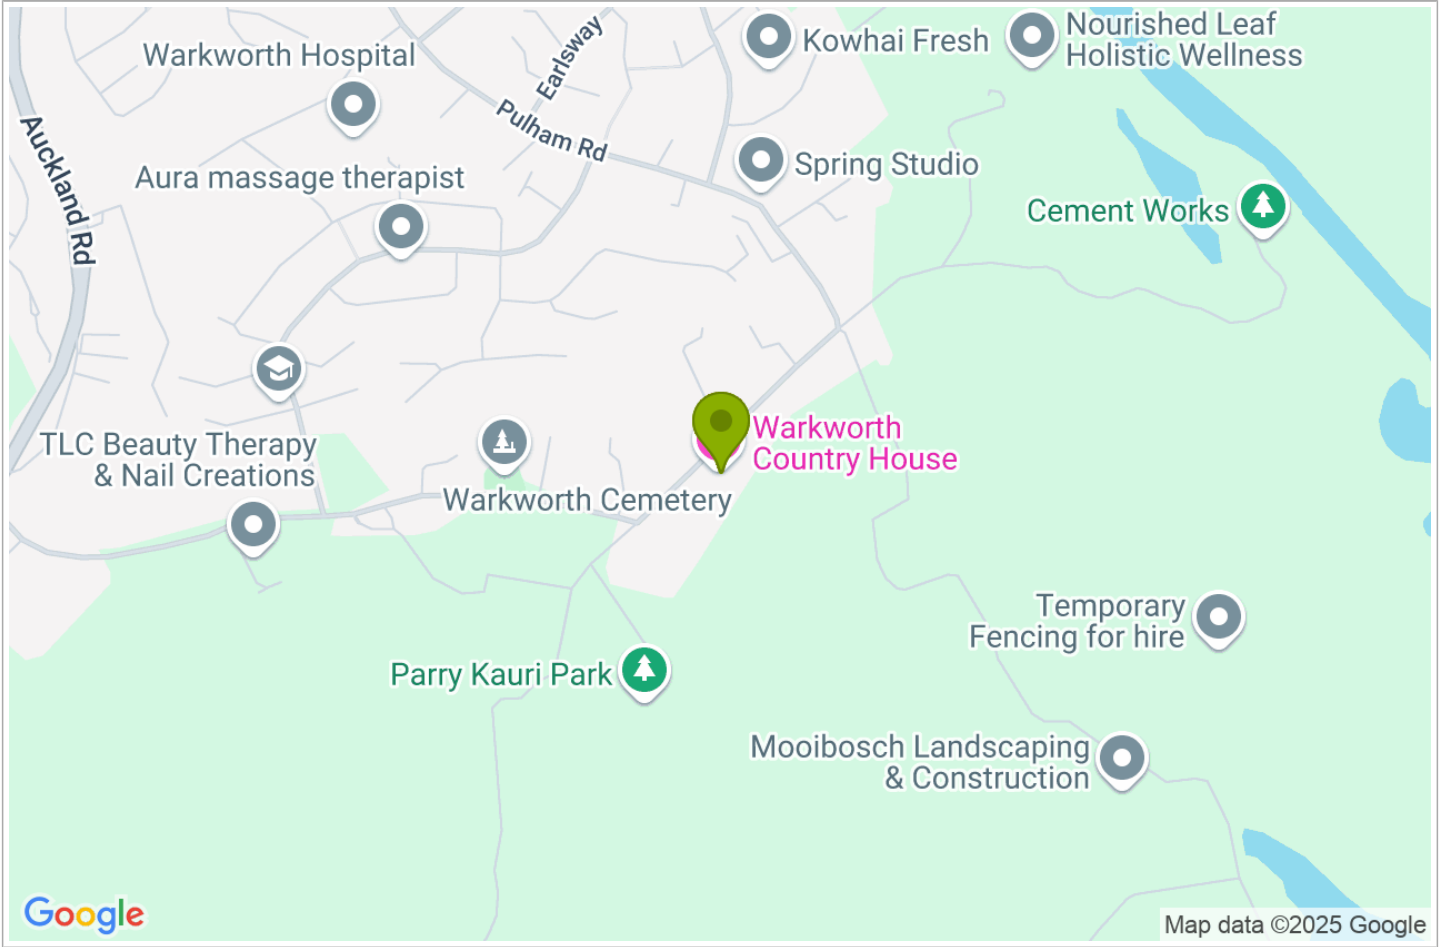 Nourished Leaf
Holistic Wellness
Kowhai Fresh
Warkworth Hospital
Earlsway
Pulham Rd
Auckland Rd
Spring Studio
Aura massage therapist
Cement Works
Warkworth
Country House
TLC Beauty Therapy
& Nail Creations
Warkworth Cemetery
Temporary
Fencing for hire
Parry Kauri Park
Mooibosch Landscaping
& Construction
Google
Map data ©2025 Google